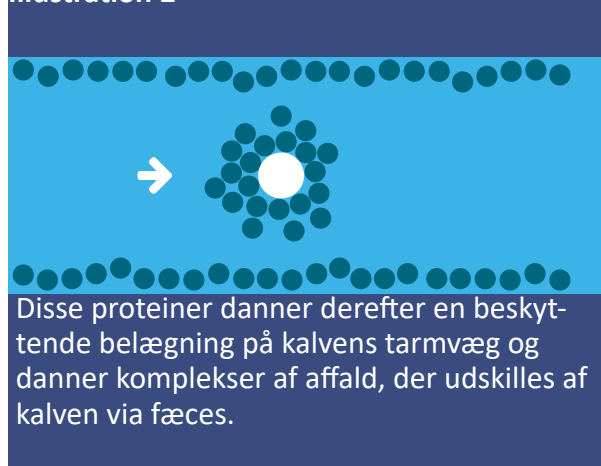 Disse proteiner danner derefter en beskyt-
tende belægning på kalvens tarmvæg og
danner komplekser af affald, der udskilles af
kalven via fæces.